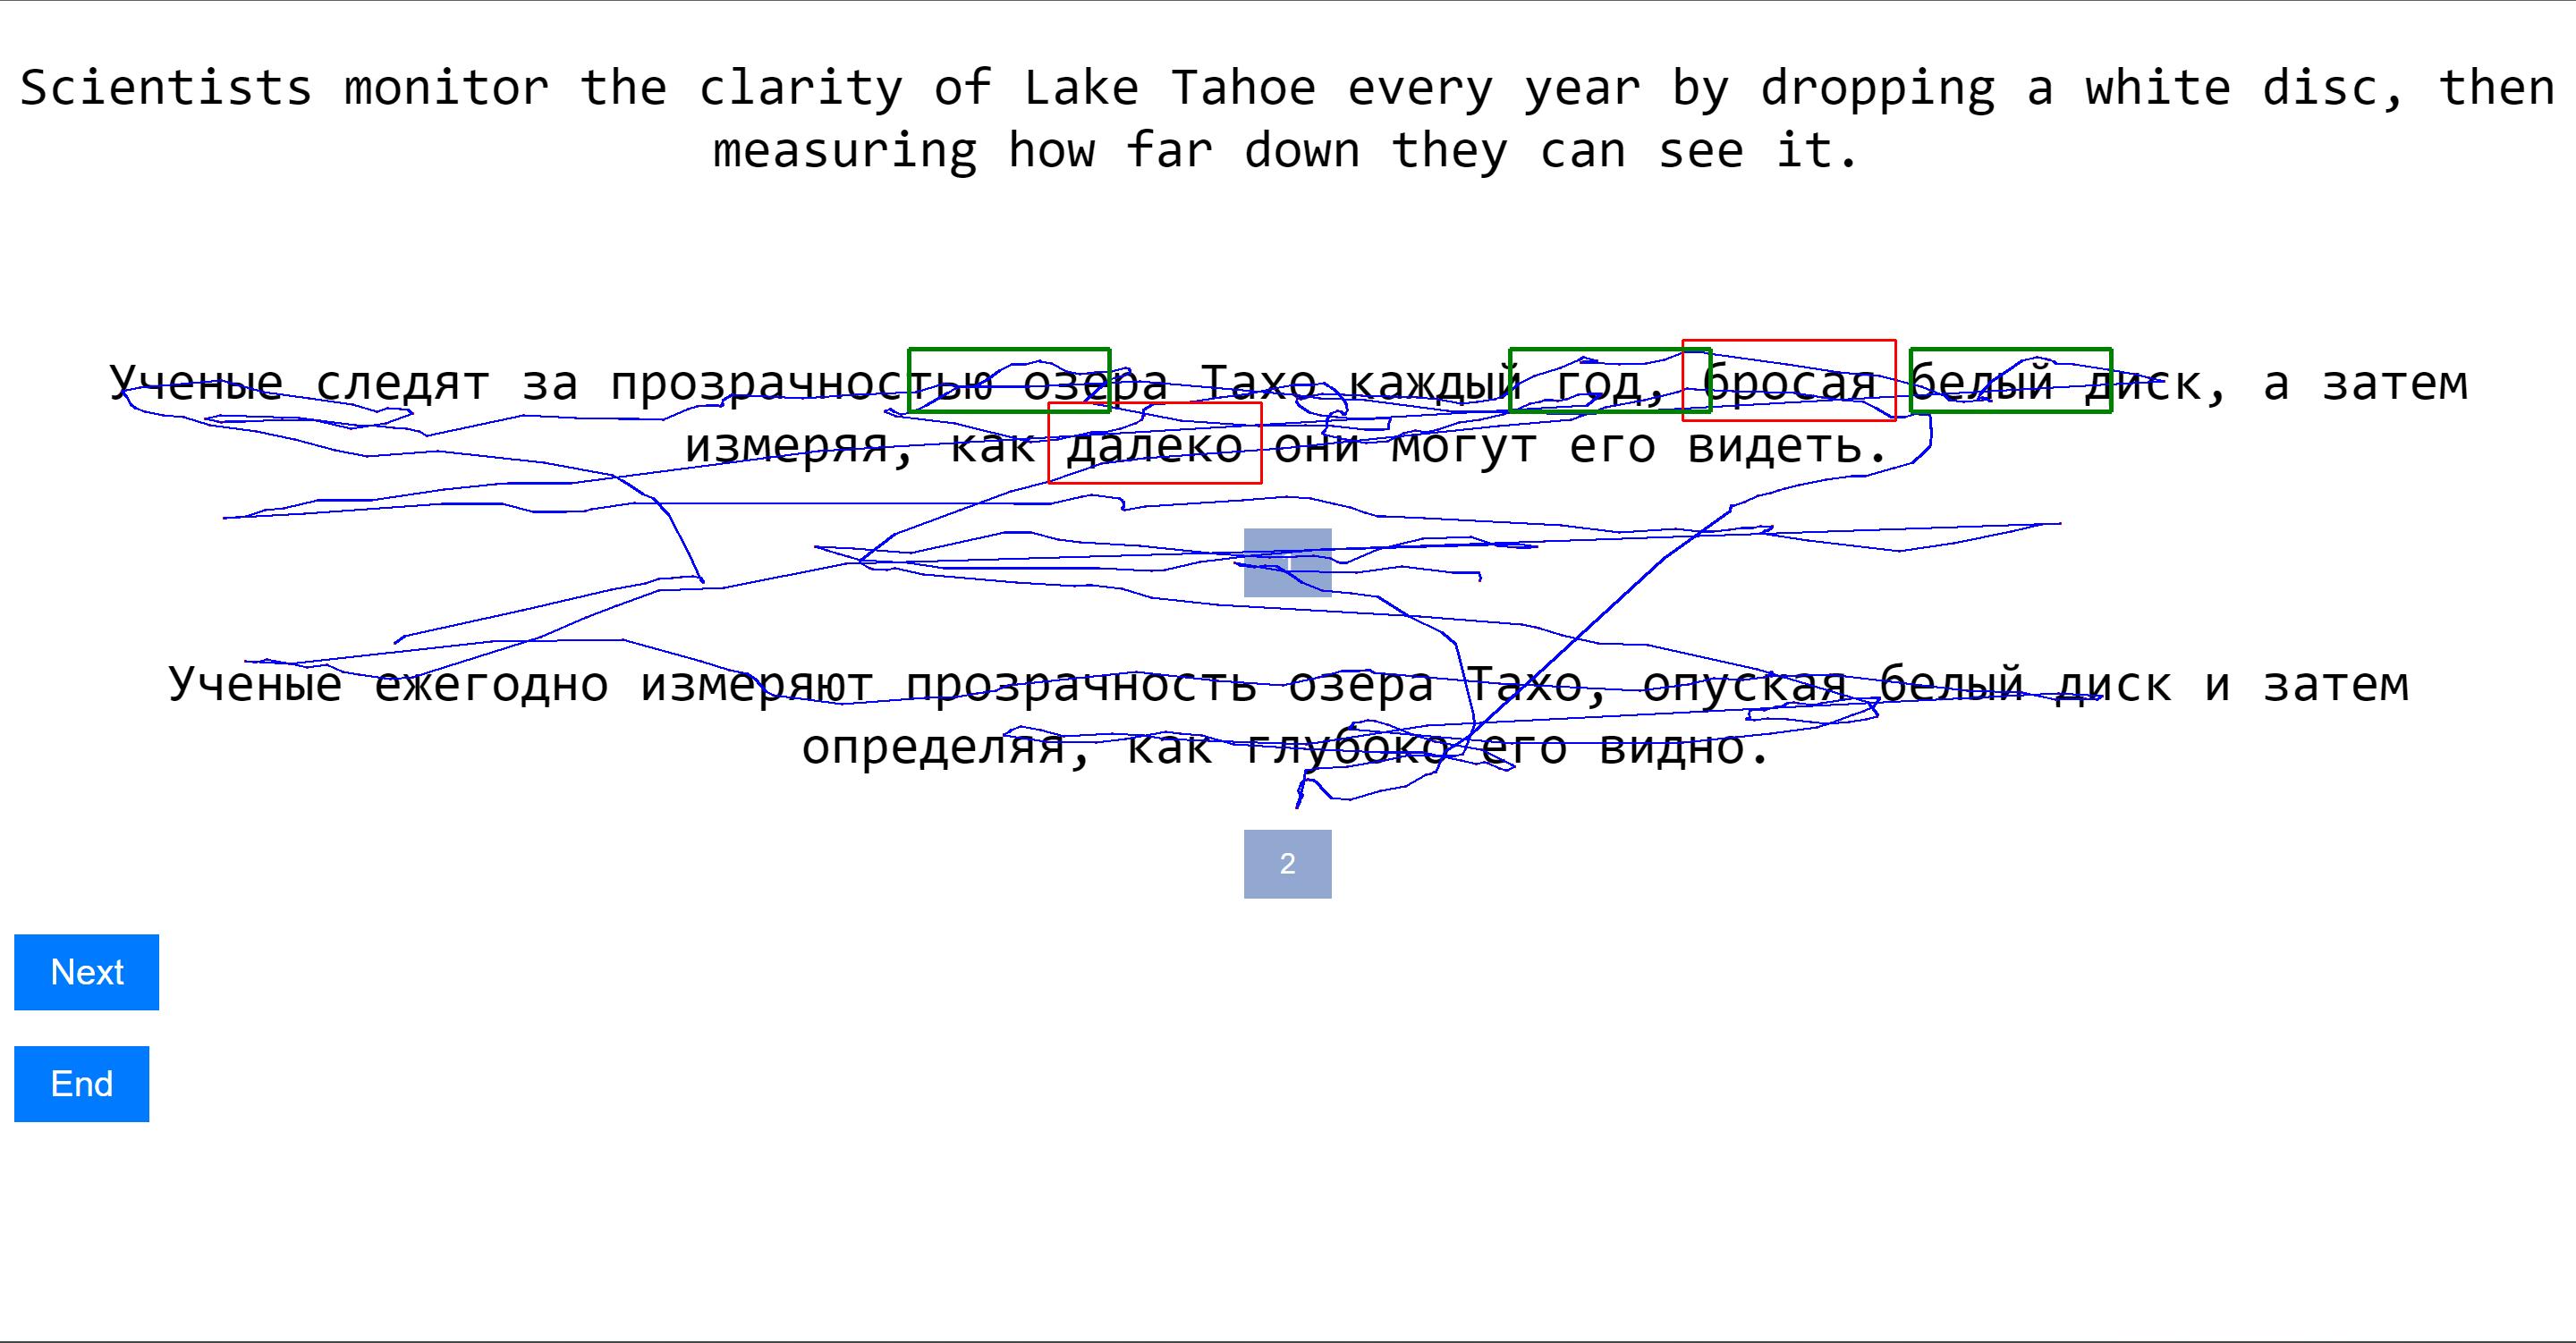 Scientists monitor the clarity of Lake Tahoe every year by dropping a white disc, then
measuring how far down they can see it.
Ученые следят за прозрачностью озера Тахо каждый год, бросая белый диск, а затем
измеряя, как далеко они могут его видеть.
Ученые ежегодно измеряют прозрачность озера Тахо, опуская белый диск и затем
определяя, как глубоко его видно.
2
Next
End